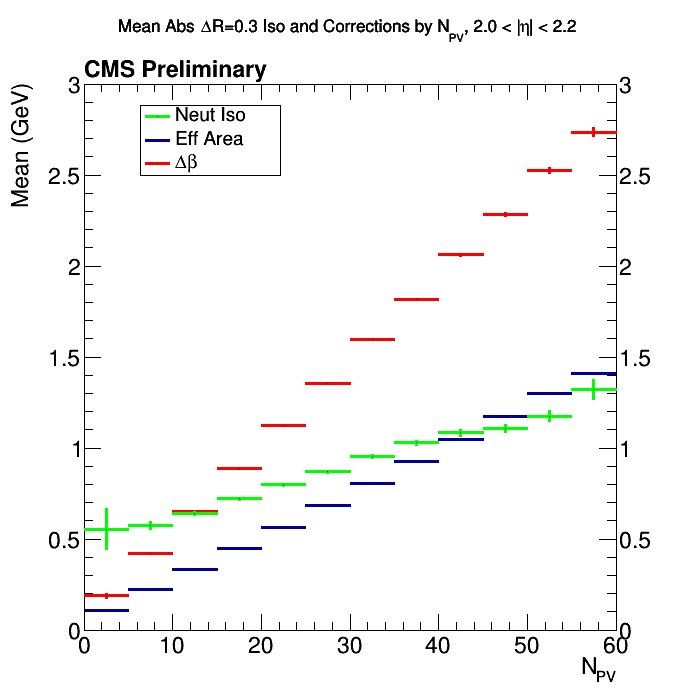 Mean Abs ΔR=0.3 Iso and Corrections by N_PV, 2.0 < |η| < 2.2
CMS Preliminary
Mean (GeV)
Neut Iso
Eff Area
Δβ
3
2.5
2
1.5
1
0.5
0
3
2.5
2
1.5
1
0.5
0
0 10 20 30 40 50 60
N_PV